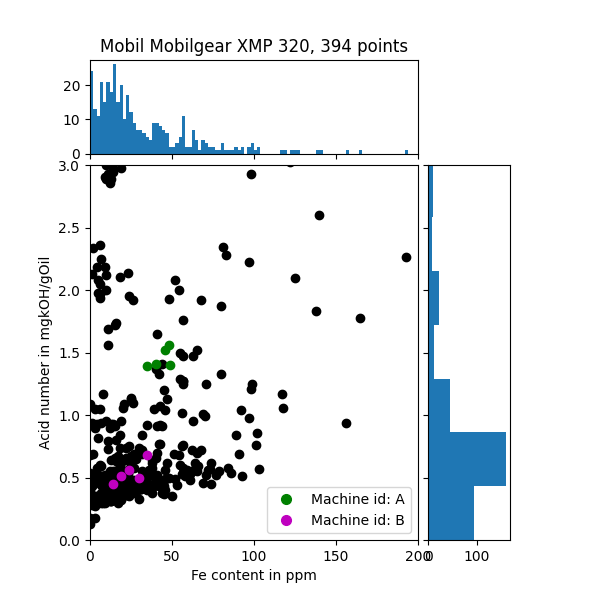 Mobil Mobilgear XMP 320, 394 points
20
10
0
3.0
2.5
2.0
1.5
1.0
0.5
0.0
Acid number in mgkOH/gOil
Machine id: A
Machine id: B
0 50 100 150 200
0 100
Fe content in ppm